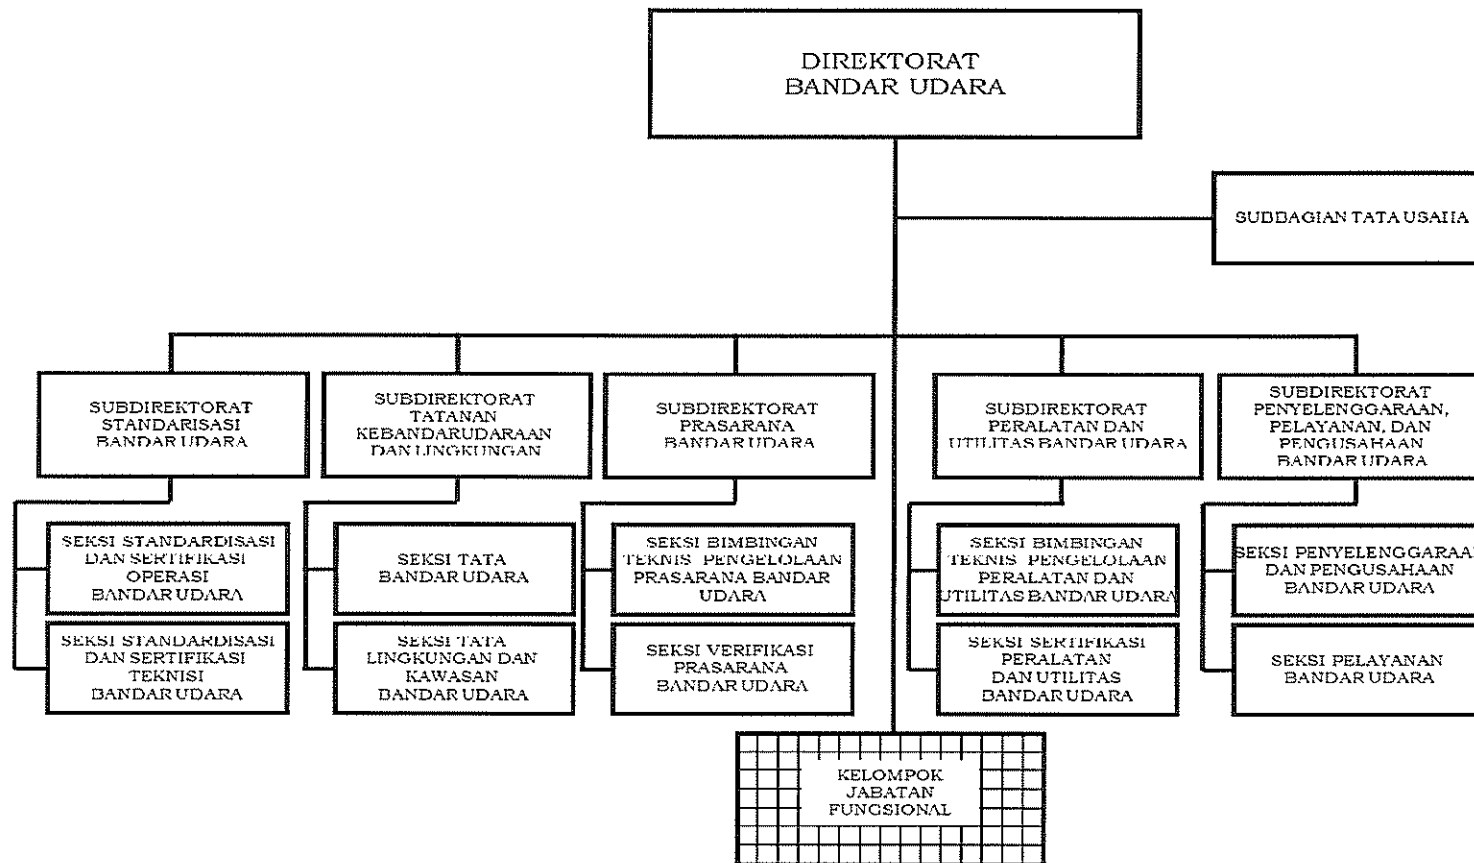 DIREKTORAT
BANDAR UDARA
SUBBAGIAN TATA USAHA
SUBDIREKTORAT
STANDARISASI
BANDAR UDARA
SUBDIREKTORAT
TATANAN
KEBANDARUDARAAN
DAN LINGKUNGAN
SUBDIREKTORAT
PRASARANA
BANDAR UDARA
SUBDIREKTORAT
PERALATAN DAN
UTILITAS BANDAR UDARA
SUBDIREKTORAT
PENYELENGGARAAN,
PELAYANAN, DAN
PENGUSAHAAN
BANDAR UDARA
SEKSI STANDARDISASI
DAN SERTIFIKASI
OPERASI
BANDAR UDARA
SEKSI TATA
BANDAR UDARA
SEKSI BIMBINGAN
TEKNIS PENGELOLAAN
PRASARANA BANDAR
UDARA
SEKSI BIMBINGAN
TEKNIS PENGELOLAAN
PERALATAN DAN
UTILITAS BANDAR UDARA
SEKSI PENYELENGGARAAN
DAN PENGUSAHAAN
BANDAR UDARA
SEKSI STANDARDISASI
DAN SERTIFIKASI
TEKNISI
BANDAR UDARA
SEKSI TATA
LINGKUNGAN DAN
KAWASAN
BANDAR UDARA
SEKSI VERIFIKASI
PRASARANA
BANDAR UDARA
SEKSI SERTIFIKASI
PERALATAN
DAN UTILITAS
BANDAR UDARA
SEKSI PELAYANAN
BANDAR UDARA
KELOMPOK
JABATAN
FUNGSIONAL